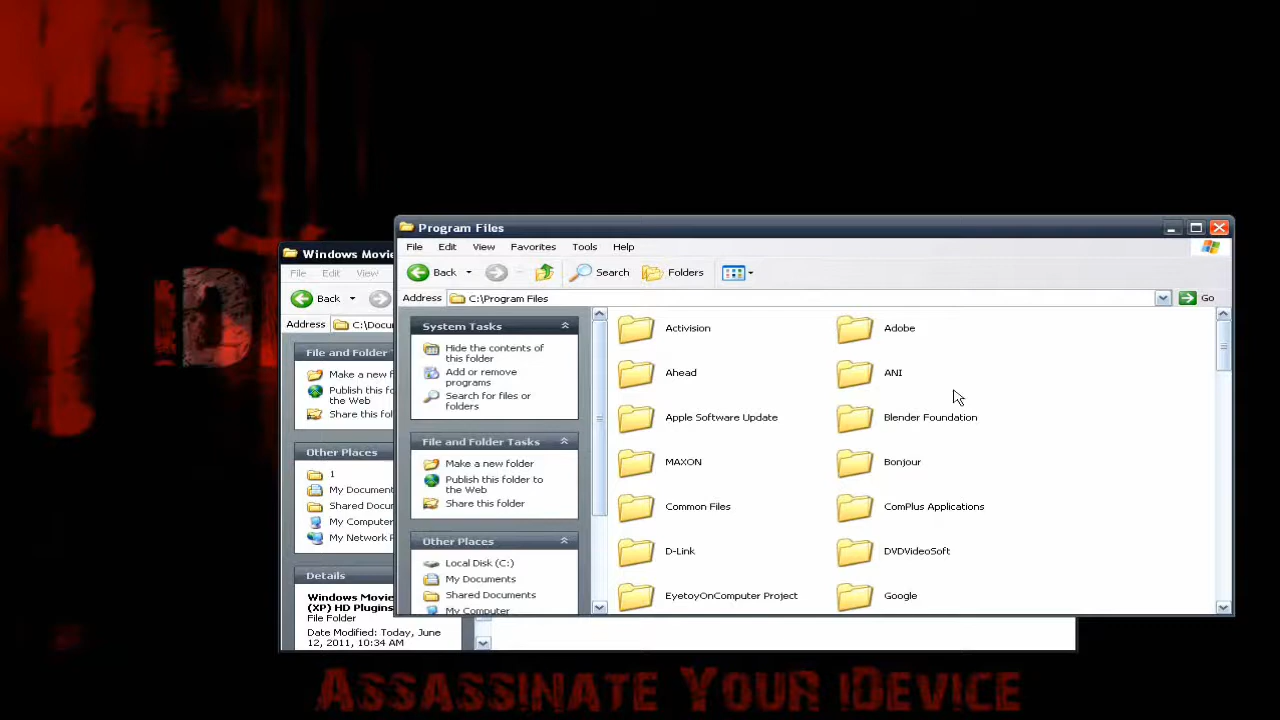 Program Files
File Edit View Favorites Tools Help
Back Search Folders
Address C:\Program Files Go
System Tasks
Hide the contents of
this folder
Add or remove
programs
Search for files or
folders
File and Folder Tasks
Make a new folder
Publish this folder to
the Web
Share this folder
Other Places
Local Disk (C:)
My Documents
Shared Documents
My Computer
Activision Adobe
Ahead ANI
Apple Software Update Blender Foundation
MAXON Bonjour
Common Files ComPlus Applications
D-Link DVDVideoSoft
EyetoyOnComputer Project Google
Windows Movie
File Edit View
Back
Address C:\Docu
File and Folder
Make a new f
Publish this fo
the Web
Share this fol
Other Places
1
My Document
Shared Docum
My Computer
My Network P
Details
Windows Movie
(XP) HD Plugins
File Folder
Date Modified: Today, June
12, 2011, 10:34 AM
Assassinate Your iDevice